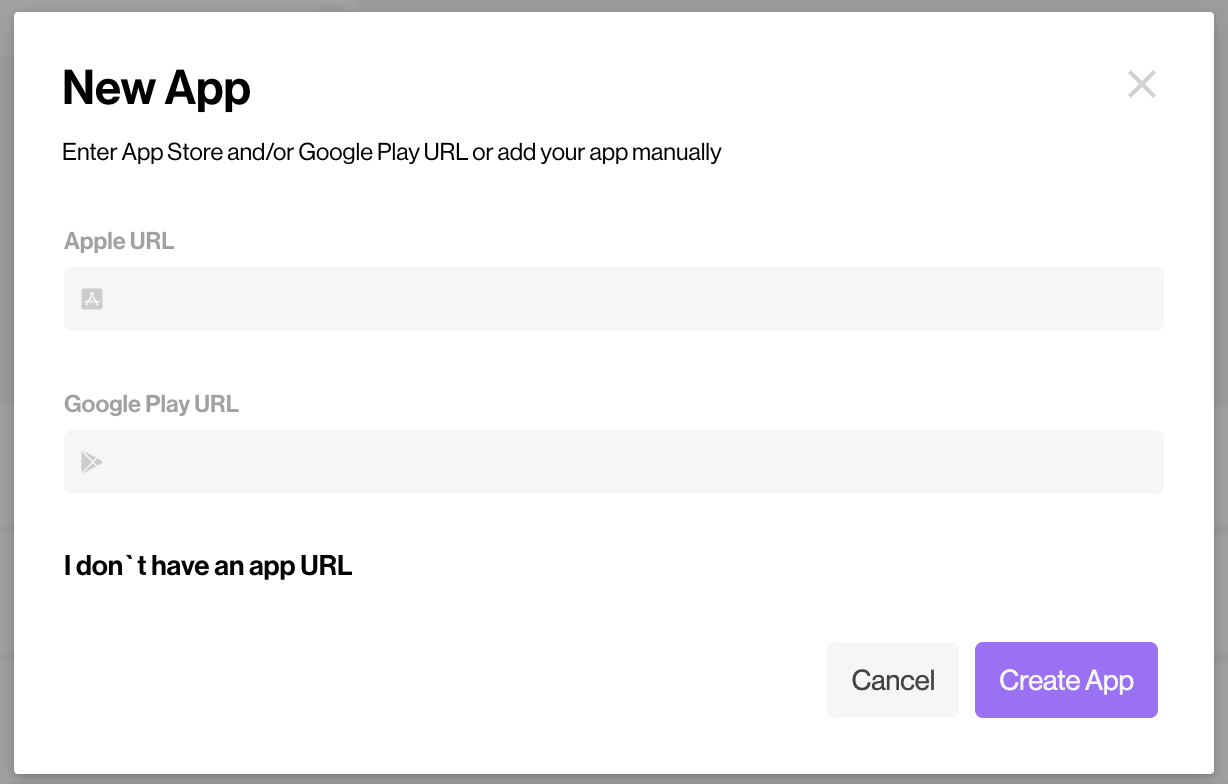 New App
Enter App Store and/or Google Play URL or add your app manually
Apple URL
Google Play URL
I don`t have an app URL
Cancel
Create App